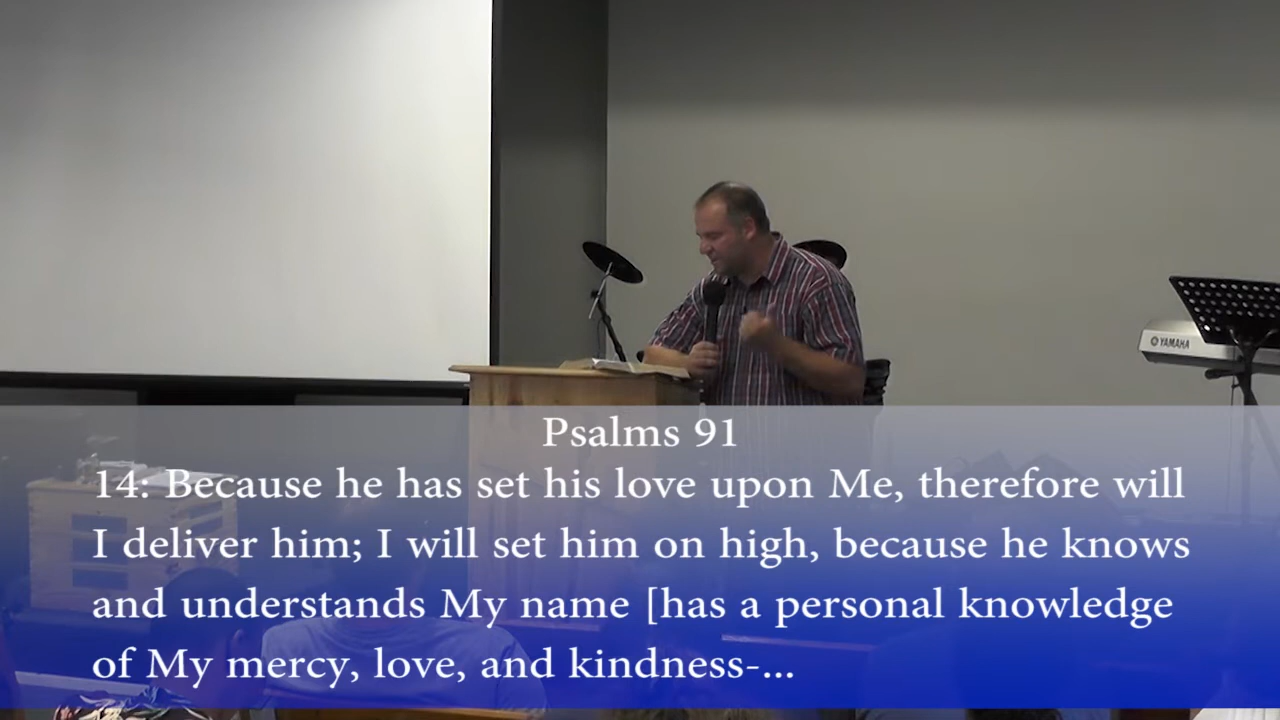 YAMAHA
Psalms 91
14: Because he has set his love upon Me, therefore will
I deliver him; I will set him on high, because he knows
and understands My name [has a personal knowledge
of My mercy, love, and kindness-...